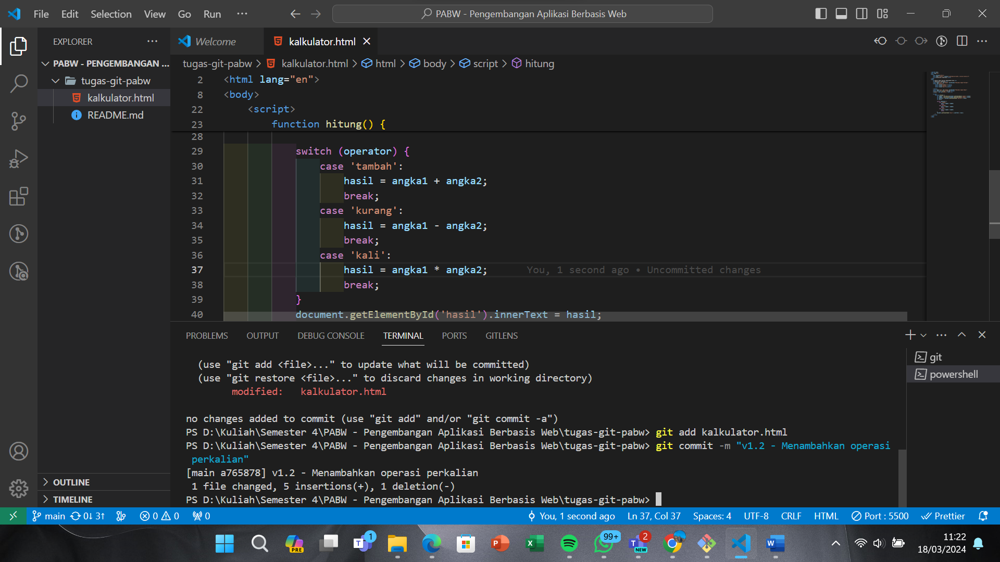 File Edit Selection View Go Run ···
PABW - Pengembangan Aplikasi Berbasis Web
EXPLORER
Welcome
kalkulator.html
PABW - PENGEMBANGAN ...
tugas-git-pabw
kalkulator.html
README.md
OUTLINE
TIMELINE
tugas-git-pabw > kalkulator.html > html > body > script > hitung
2 <html lang="en">
8 <body>
22 <script>
23 function hitung() {
28
29 switch (operator) {
30 case 'tambah':
31 hasil = angka1 + angka2;
32 break;
33 case 'kurang':
34 hasil = angka1 - angka2;
35 break;
36 case 'kali':
37 hasil = angka1 * angka2; You, 1 second ago • Uncommitted changes
38 break;
39 }
40 document.getElementById('hasil').innerText = hasil;
PROBLEMS OUTPUT DEBUG CONSOLE TERMINAL PORTS GITLENS
git
powershell
(use "git add <file>..." to update what will be committed)
(use "git restore <file>..." to discard changes in working directory)
modified: kalkulator.html
no changes added to commit (use "git add" and/or "git commit -a")
PS D:\Kuliah\Semester 4\PABW - Pengembangan Aplikasi Berbasis Web\tugas-git-pabw> git add kalkulator.html
PS D:\Kuliah\Semester 4\PABW - Pengembangan Aplikasi Berbasis Web\tugas-git-pabw> git commit -m "v1.2 - Menambahkan operasi
perkalian"
[main a765878] v1.2 - Menambahkan operasi perkalian
1 file changed, 5 insertions(+), 1 deletion(-)
PS D:\Kuliah\Semester 4\PABW - Pengembangan Aplikasi Berbasis Web\tugas-git-pabw>
main 0↓ 3↑ 0 0 0 You, 1 second ago Ln 37, Col 37 Spaces: 4 UTF-8 CRLF HTML Port : 5500 Prettier
PRE
T 1
P
X
99+
T 2 NEW
W
11:22
18/03/2024